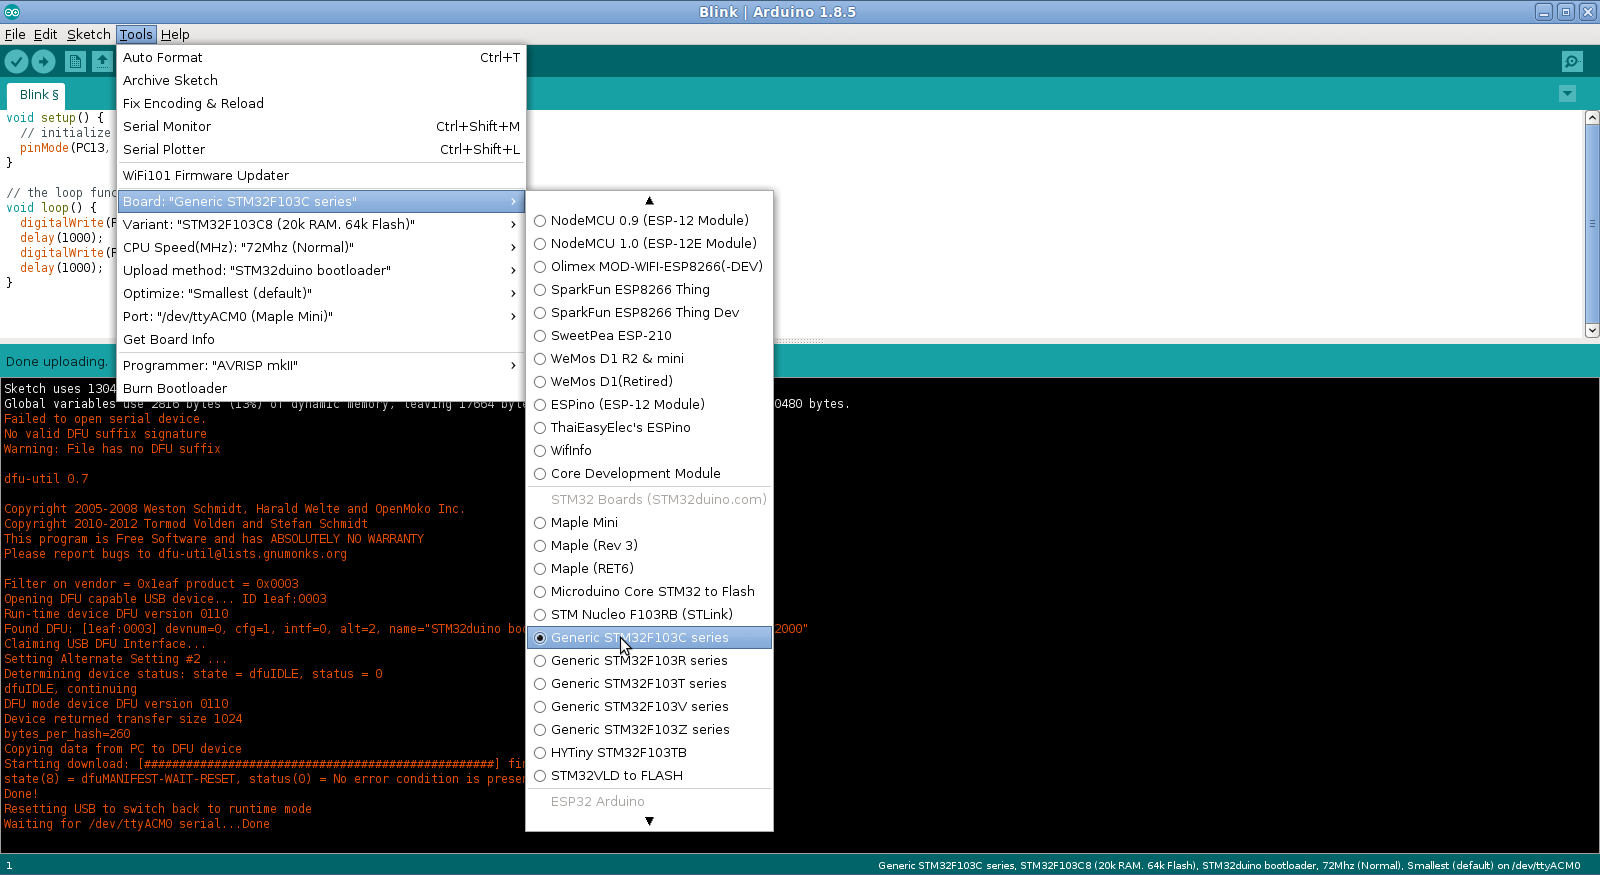 Blink | Arduino 1.8.5
File Edit Sketch Tools Help
Auto Format Ctrl+T
Archive Sketch
Fix Encoding & Reload
Serial Monitor Ctrl+Shift+M
Serial Plotter Ctrl+Shift+L
WiFi101 Firmware Updater
Board: "Generic STM32F103C series"
Variant: "STM32F103C8 (20k RAM. 64k Flash)"
CPU Speed(MHz): "72Mhz (Normal)"
Upload method: "STM32duino bootloader"
Optimize: "Smallest (default)"
Port: "/dev/ttyACM0 (Maple Mini)"
Get Board Info
Programmer: "AVRISP mkII"
Burn Bootloader
NodeMCU 0.9 (ESP-12 Module)
NodeMCU 1.0 (ESP-12E Module)
Olimex MOD-WIFI-ESP8266(-DEV)
SparkFun ESP8266 Thing
SparkFun ESP8266 Thing Dev
SweetPea ESP-210
WeMos D1 R2 & mini
WeMos D1(Retired)
ESPino (ESP-12 Module)
ThaiEasyElec's ESPino
WifInfo
Core Development Module
STM32 Boards (STM32duino.com)
Maple Mini
Maple (Rev 3)
Maple (RET6)
Microduino Core STM32 to Flash
STM Nucleo F103RB (STLink)
Generic STM32F103C series
Generic STM32F103R series
Generic STM32F103T series
Generic STM32F103V series
Generic STM32F103Z series
HYTiny STM32F103TB
STM32VLD to FLASH
ESP32 Arduino
Blink §
void setup() {
// initialize
pinMode(PC13,
}
// the loop func
void loop() {
digitalWrite(
delay(1000);
digitalWrite(
delay(1000);
}
Done uploading.
Sketch uses 1304
Global variables use 2816 bytes (13%) of dynamic memory, leaving 17664 byt 0480 bytes.
Failed to open serial device.
No valid DFU suffix signature
Warning: File has no DFU suffix
dfu-util 0.7
Copyright 2005-2008 Weston Schmidt, Harald Welte and OpenMoko Inc.
Copyright 2010-2012 Tormod Volden and Stefan Schmidt
This program is Free Software and has ABSOLUTELY NO WARRANTY
Please report bugs to dfu-util@lists.gnumonks.org
Filter on vendor = 0x1eaf product = 0x0003
Opening DFU capable USB device... ID 1eaf:0003
Run-time device DFU version 0110
Found DFU: [1eaf:0003] devnum=0, cfg=1, intf=0, alt=2, name="STM32duino boo 2000"
Claiming USB DFU Interface...
Setting Alternate Setting #2 ...
Determining device status: state = dfuIDLE, status = 0
dfuIDLE, continuing
DFU mode device DFU version 0110
Device returned transfer size 1024
bytes_per_hash=260
Copying data from PC to DFU device
Starting download: [##################################################] fin
state(8) = dfuMANIFEST-WAIT-RESET, status(0) = No error condition is prese
Done!
Resetting USB to switch back to runtime mode
Waiting for /dev/ttyACM0 serial...Done
1 Generic STM32F103C series, STM32F103C8 (20k RAM. 64k Flash), STM32duino bootloader, 72Mhz (Normal), Smallest (default) on /dev/ttyACM0